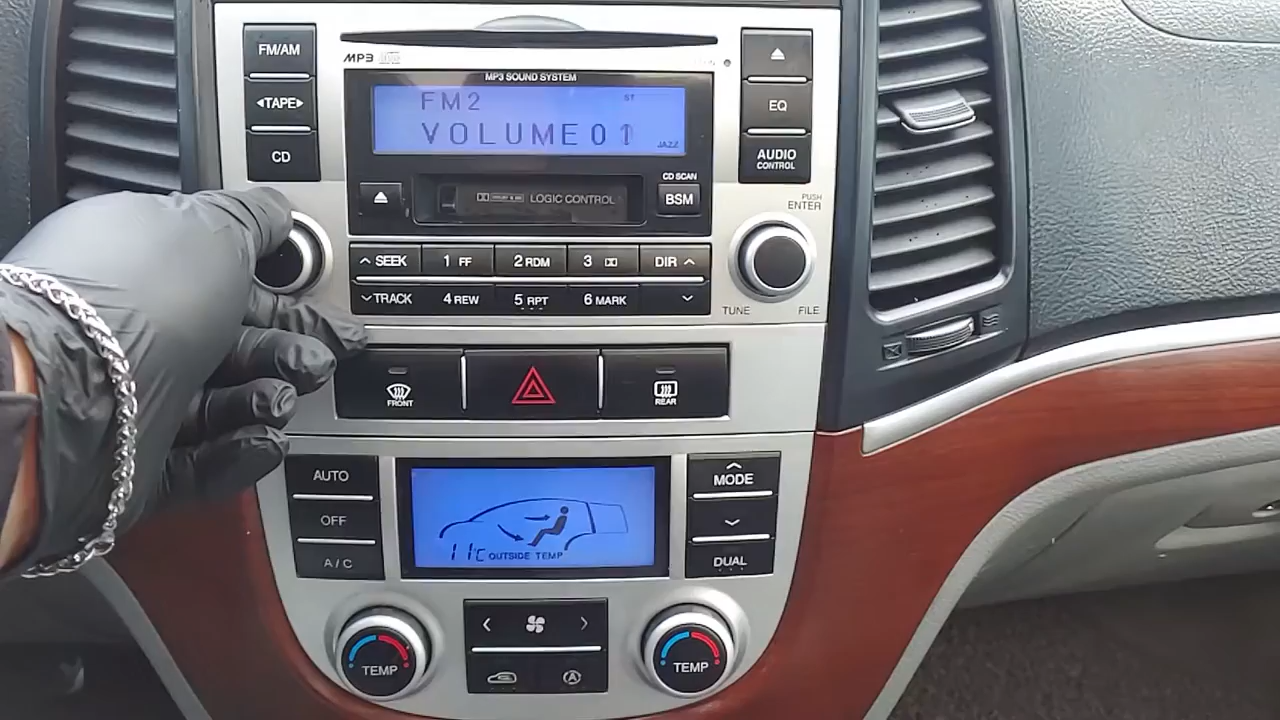 FM/AM
◂TAPE▸
CD
MP3
MP3 SOUND SYSTEM
FM2
ST
VOLUME01
JAZZ
EQ
AUDIO
CONTROL
LOGIC CONTROL
CD SCAN
BSM
PUSH
ENTER
SEEK
1 FF
2 RDM
3
DIR
TRACK
4 REW
5 RPT
6 MARK
TUNE
FILE
FRONT
REAR
AUTO
OFF
A/C
11°C OUTSIDE TEMP
MODE
DUAL
TEMP
TEMP